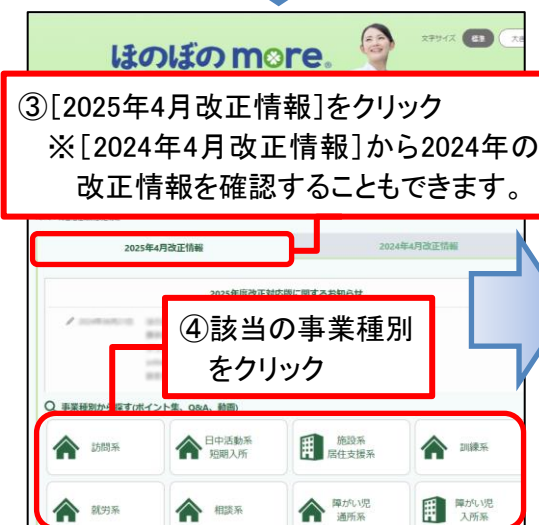 文字サイズ 標準
ほのぼの more®
③[2025年4月改正情報]をクリック
※[2024年4月改正情報]から2024年の
改正情報を確認することもできます。
2025年4月改正情報
2024年4月改正情報
2025年度改正対応版に関するお知らせ
④該当の事業種別
をクリック
事業種別から探す(ポイント集、Q&A、動画)
訪問系
日中活動系
短期入所
施設系
居住支援系
訓練系
就労系
相談系
障がい児
通所系
障がい児
入所系